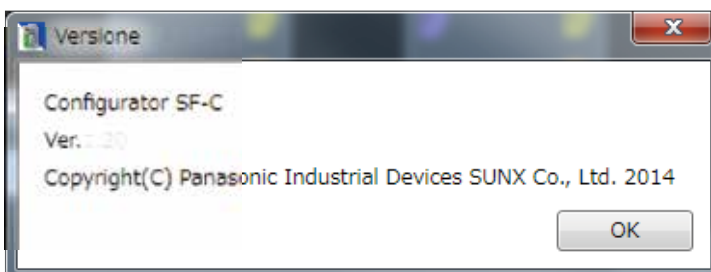 Versione
Configurator SF-C
Ver.
Copyright(C) Panasonic Industrial Devices SUNX Co., Ltd. 2014
OK